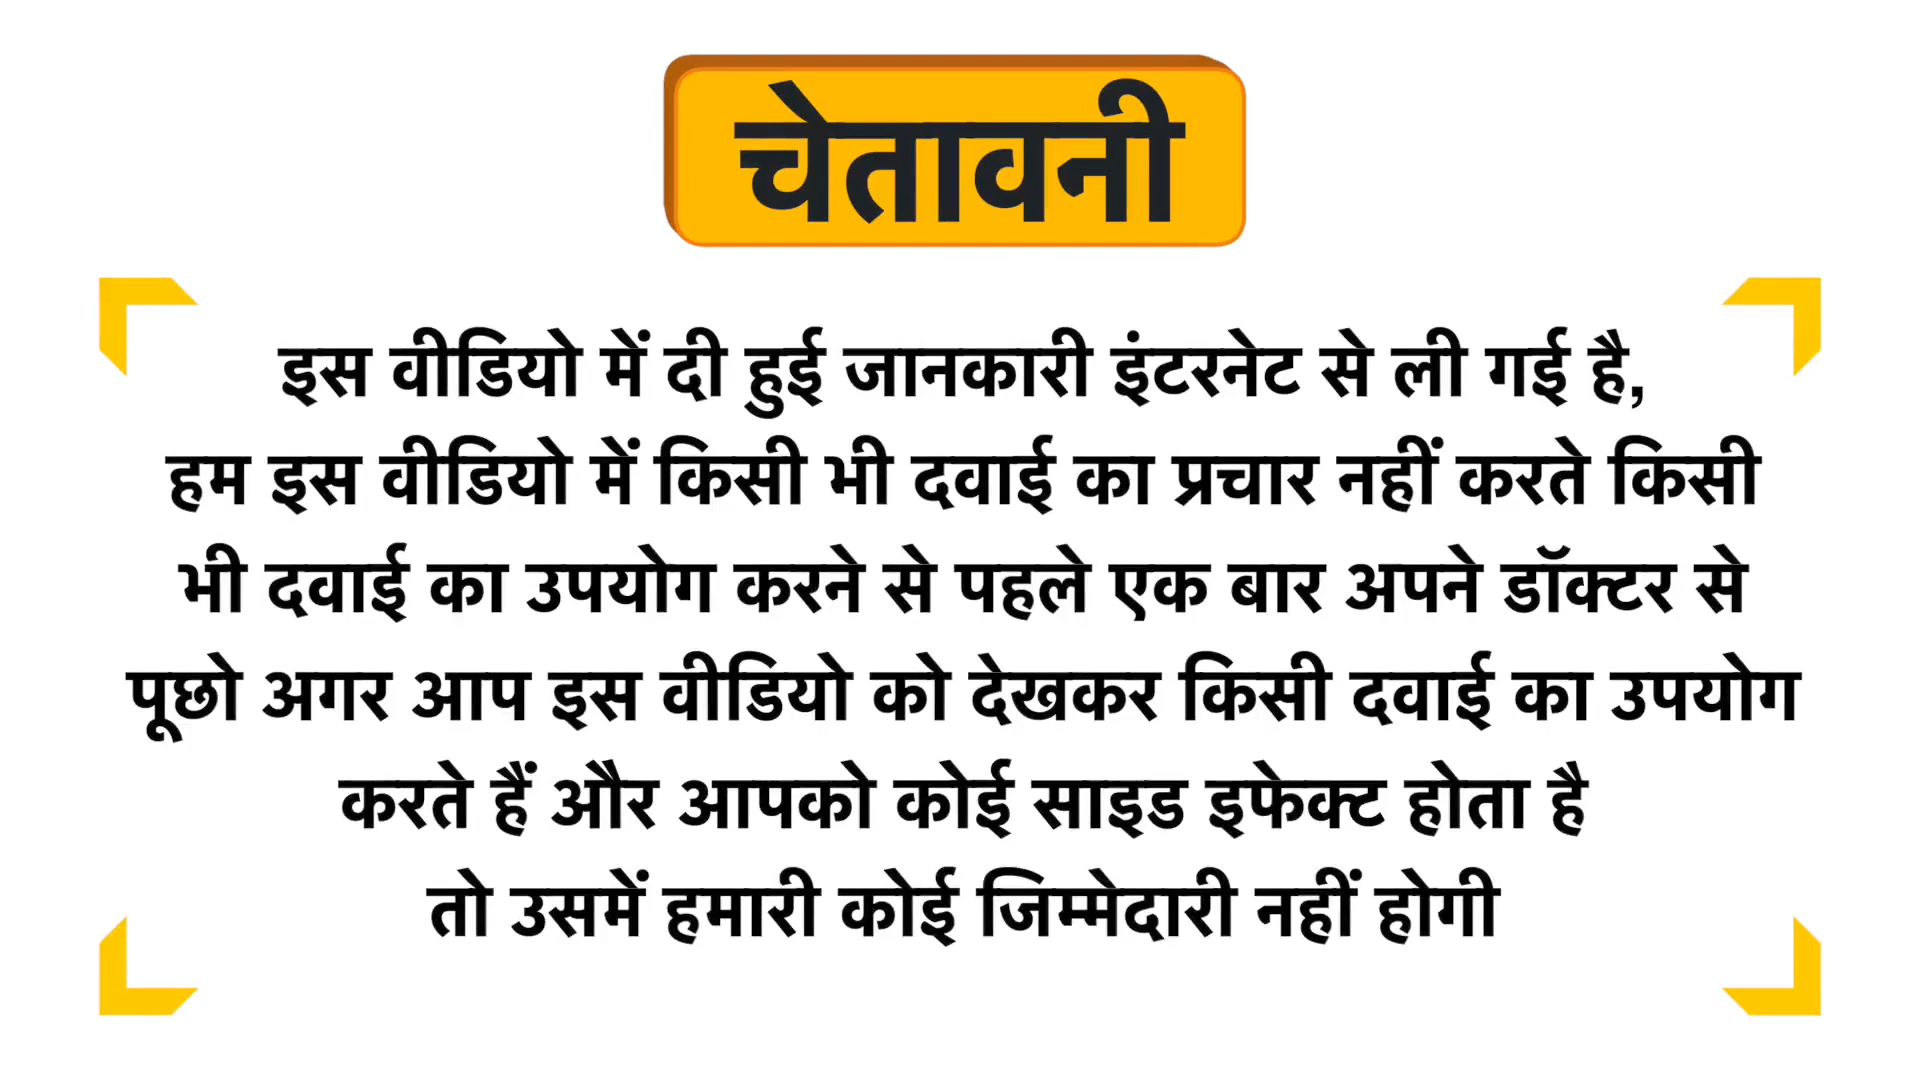 चेतावनी
इस वीडियो में दी हुई जानकारी इंटरनेट से ली गई है,
हम इस वीडियो में किसी भी दवाई का प्रचार नहीं करते किसी
भी दवाई का उपयोग करने से पहले एक बार अपने डॉक्टर से
पूछो अगर आप इस वीडियो को देखकर किसी दवाई का उपयोग
करते हैं और आपको कोई साइड इफेक्ट होता है
तो उसमें हमारी कोई जिम्मेदारी नहीं होगी